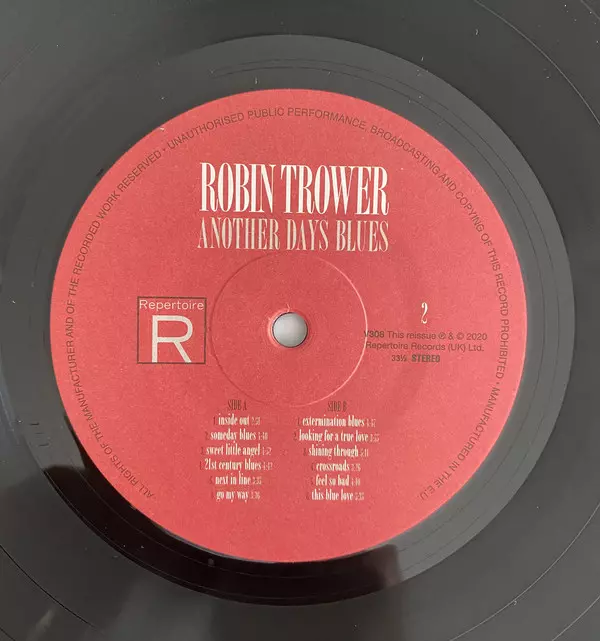 ALL RIGHTS OF THE MANUFACTURER AND OF THE RECORDED WORK RESERVED • UNAUTHORISED PUBLIC PERFORMANCE, BROADCASTING AND COPYING OF THIS RECORD PROHIBITED • MANUFACTURED IN THE E.U.
ROBIN TROWER
ANOTHER DAYS BLUES
Repertoire
R
2
V308 This reissue ℗ & © 2020
Repertoire Records (UK) Ltd.
33⅓ STEREO
SIDE A
inside out
someday blues
sweet little angel
21st century blues
next in line
go my way
SIDE B
extermination blues
looking for a true love
shining through
crossroads
feel so bad
this blue love